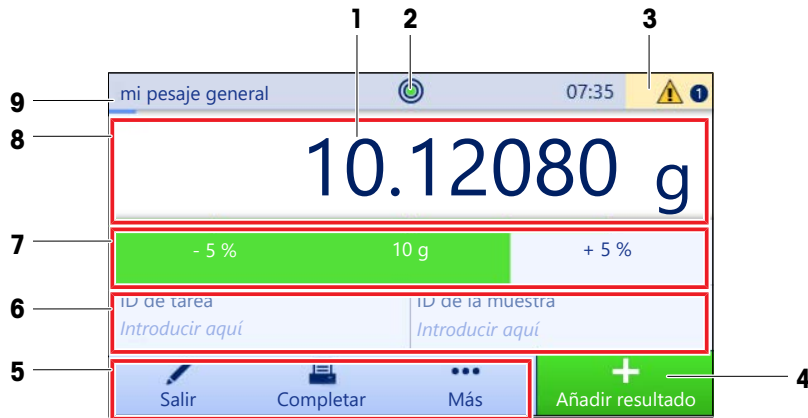 1 2 3
mi pesaje general 07:35 1
9
8
10.12080 g
7
- 5 % 10 g + 5 %
ID de tarea ID de la muestra
6
Introducir aquí Introducir aquí
5 4
Salir Completar Más Añadir resultado